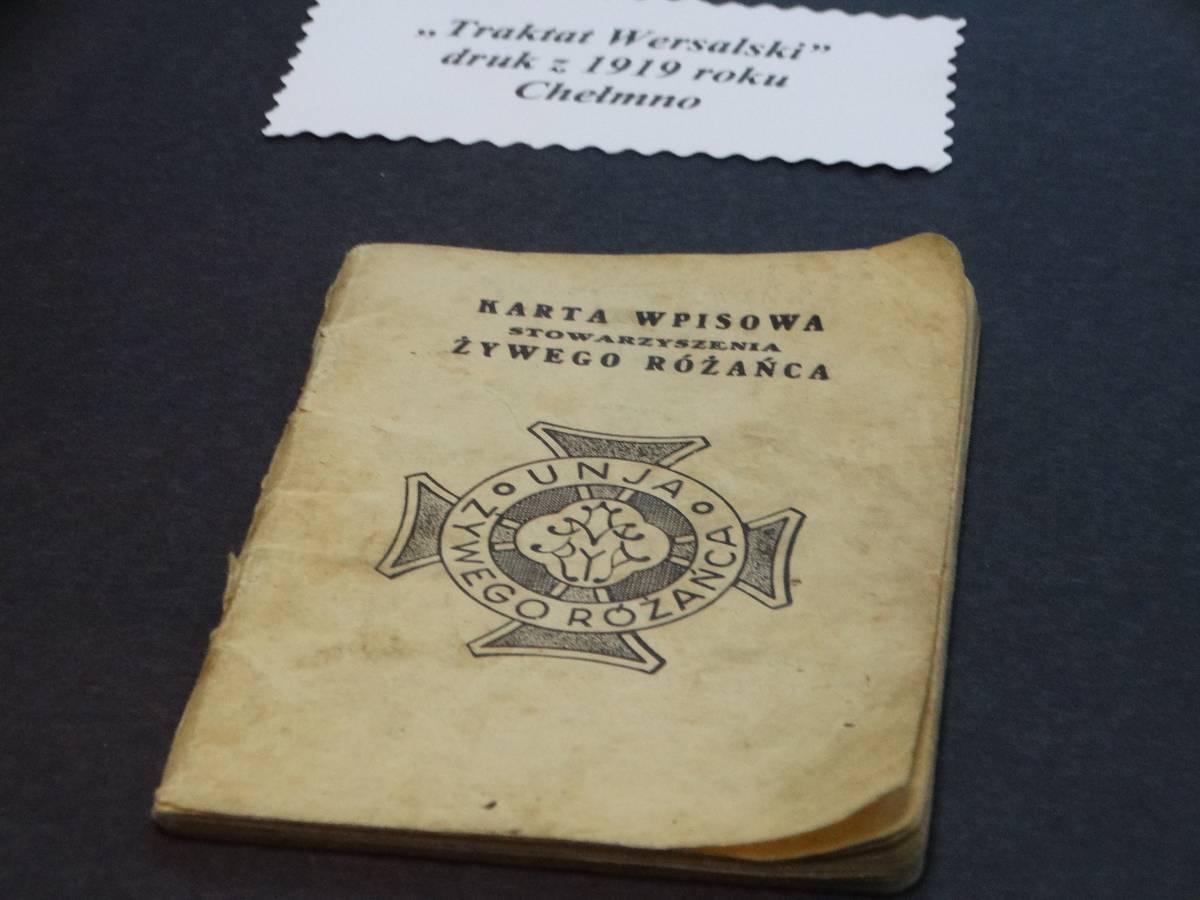 „Traktat Wersalski”
druk z 1919 roku
Chełmno
KARTA WPISOWA
STOWARZYSZENIA
ŻYWEGO RÓŻAŃCA
UNJA
ŻYWEGO RÓŻAŃCA